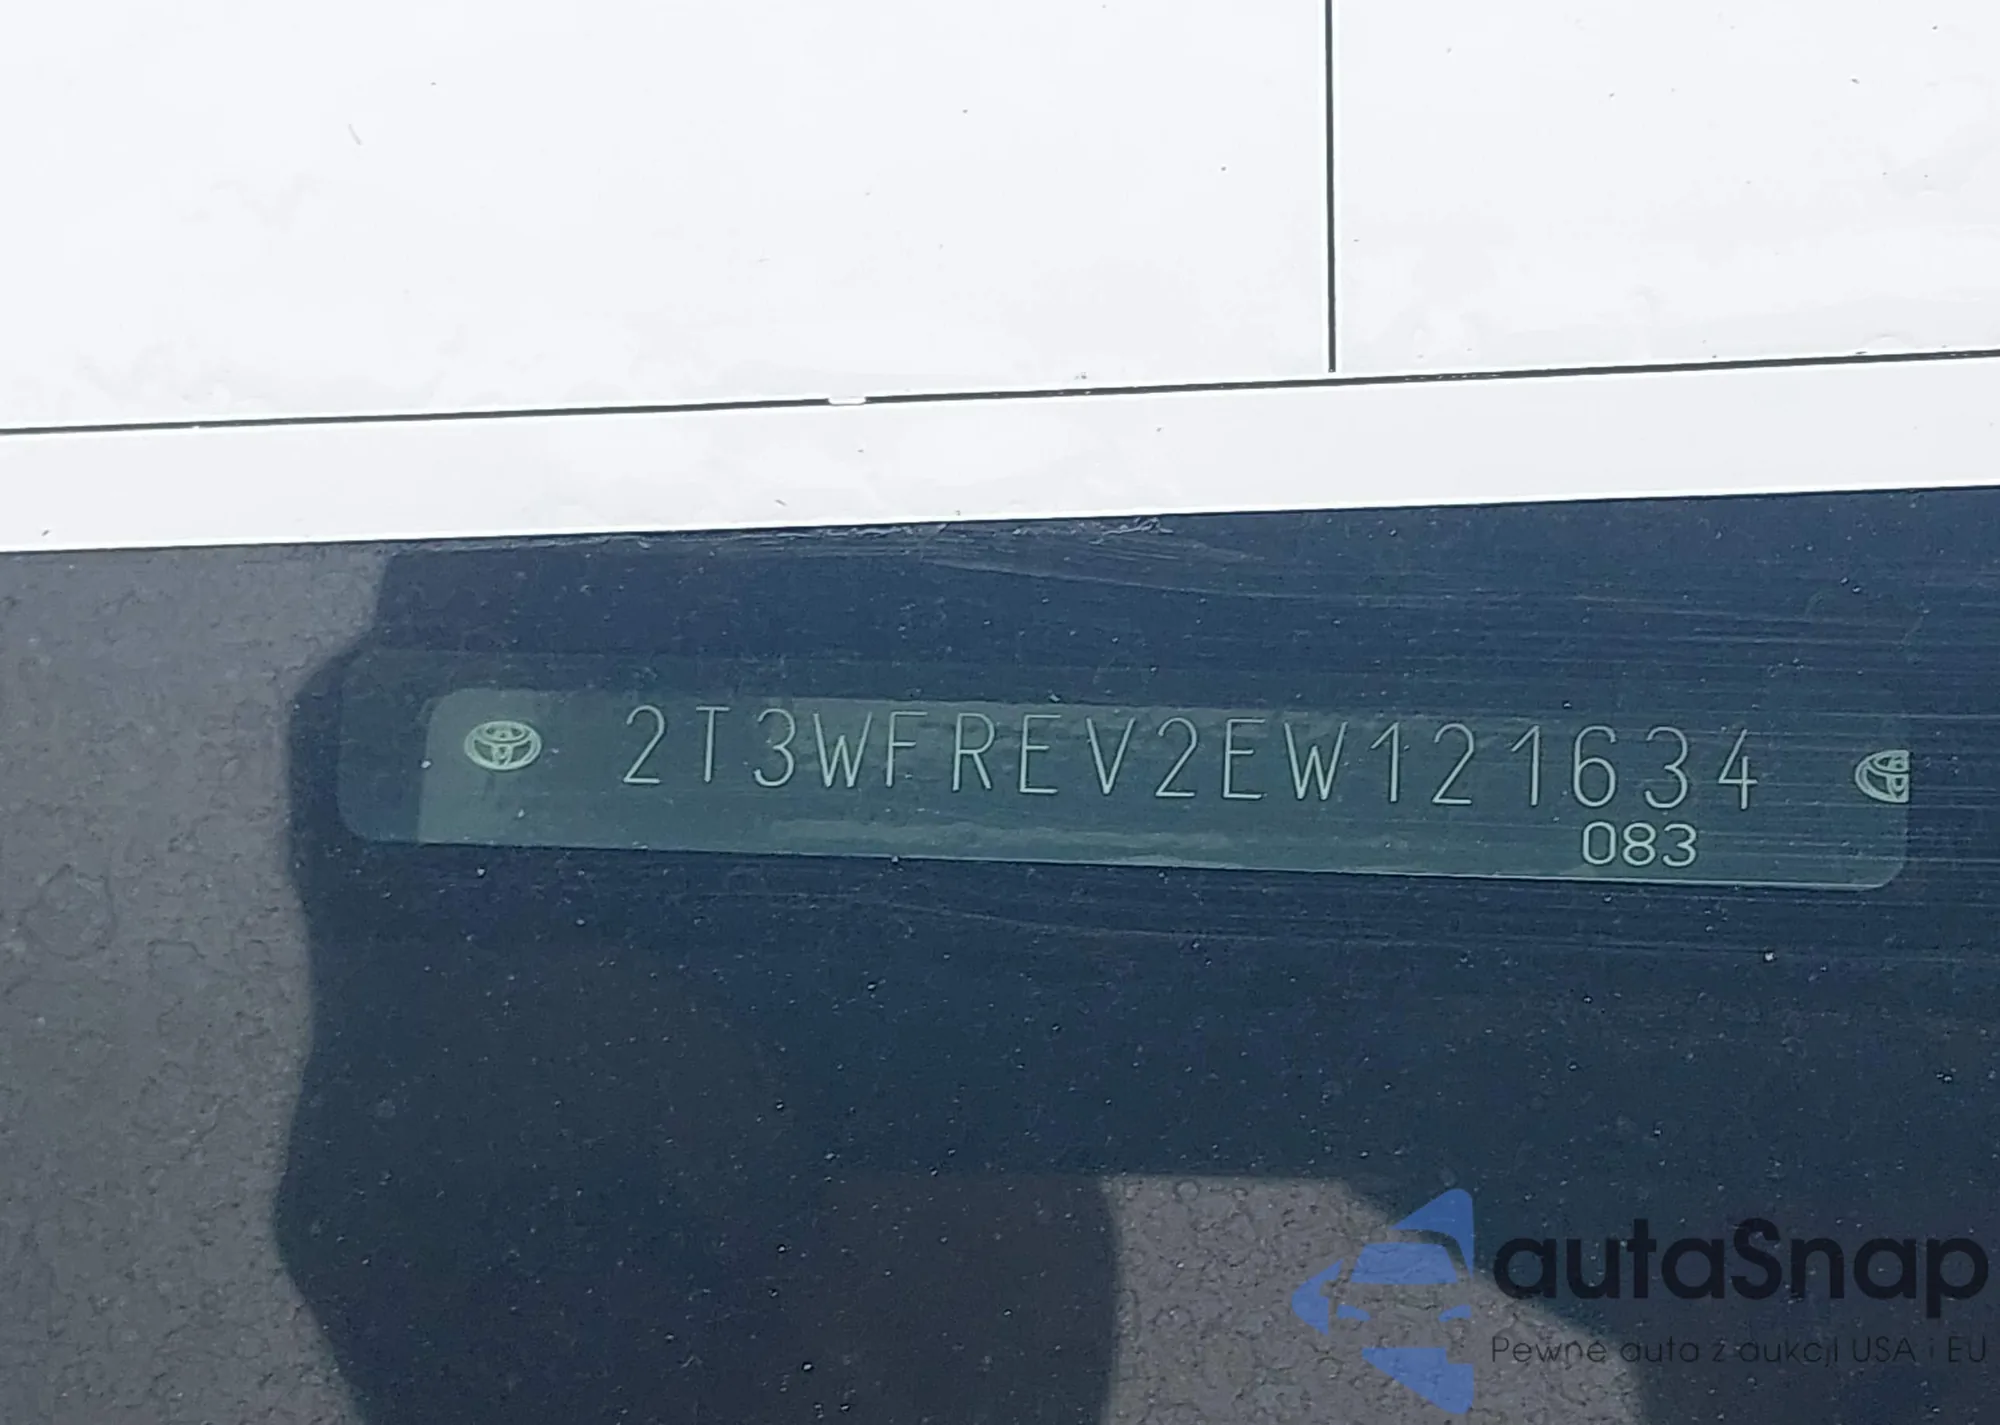 2T3WFREV2EW121634
083
autaSnap
Pewne auta z aukcji USA i EU